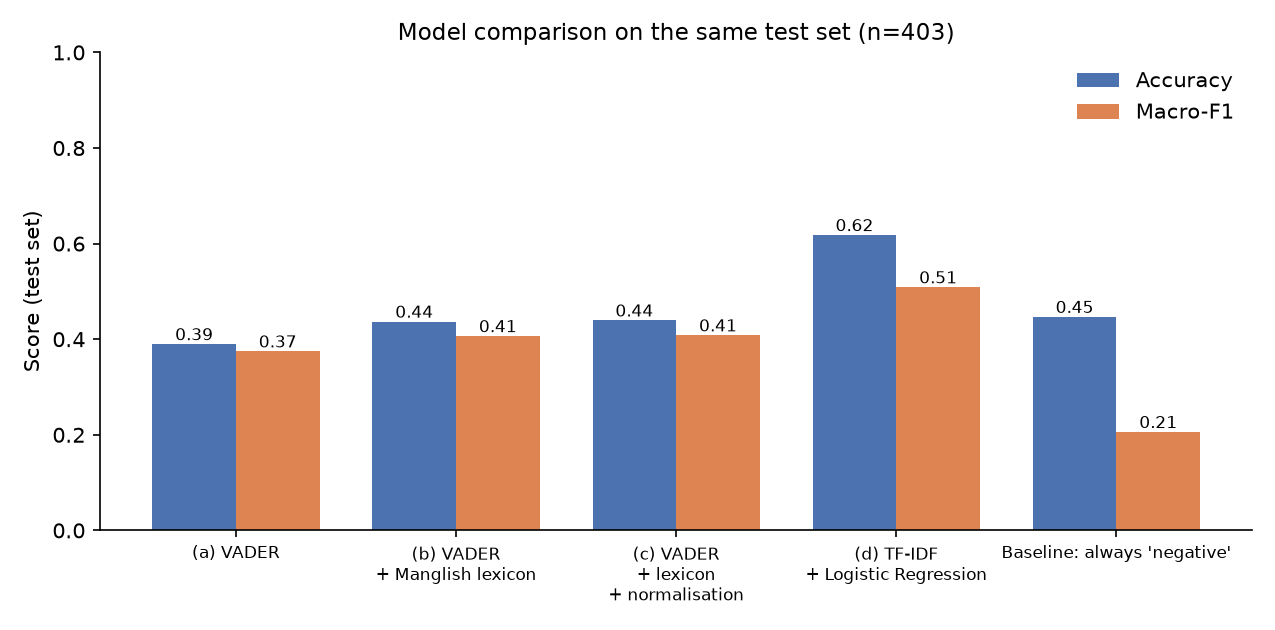 Model comparison on the same test set (n=403)
1.0
0.8
0.6
0.4
0.2
0.0
Score (test set)
Accuracy
Macro-F1
0.39
0.37
0.44
0.41
0.44
0.41
0.62
0.51
0.45
0.21
(a) VADER
(b) VADER
+ Manglish lexicon
(c) VADER
+ lexicon
+ normalisation
(d) TF-IDF
+ Logistic Regression
Baseline: always 'negative'